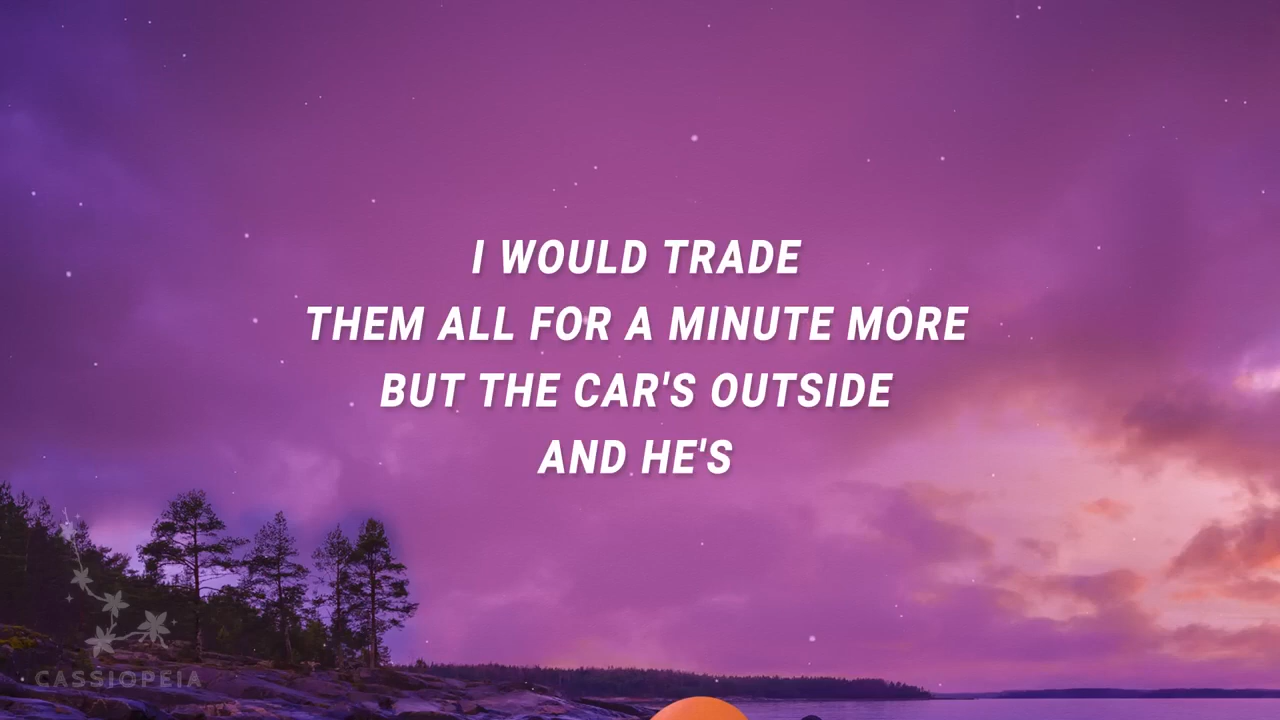 I WOULD TRADE
THEM ALL FOR A MINUTE MORE
BUT THE CAR'S OUTSIDE
AND HE'S
CASSIOPEIA